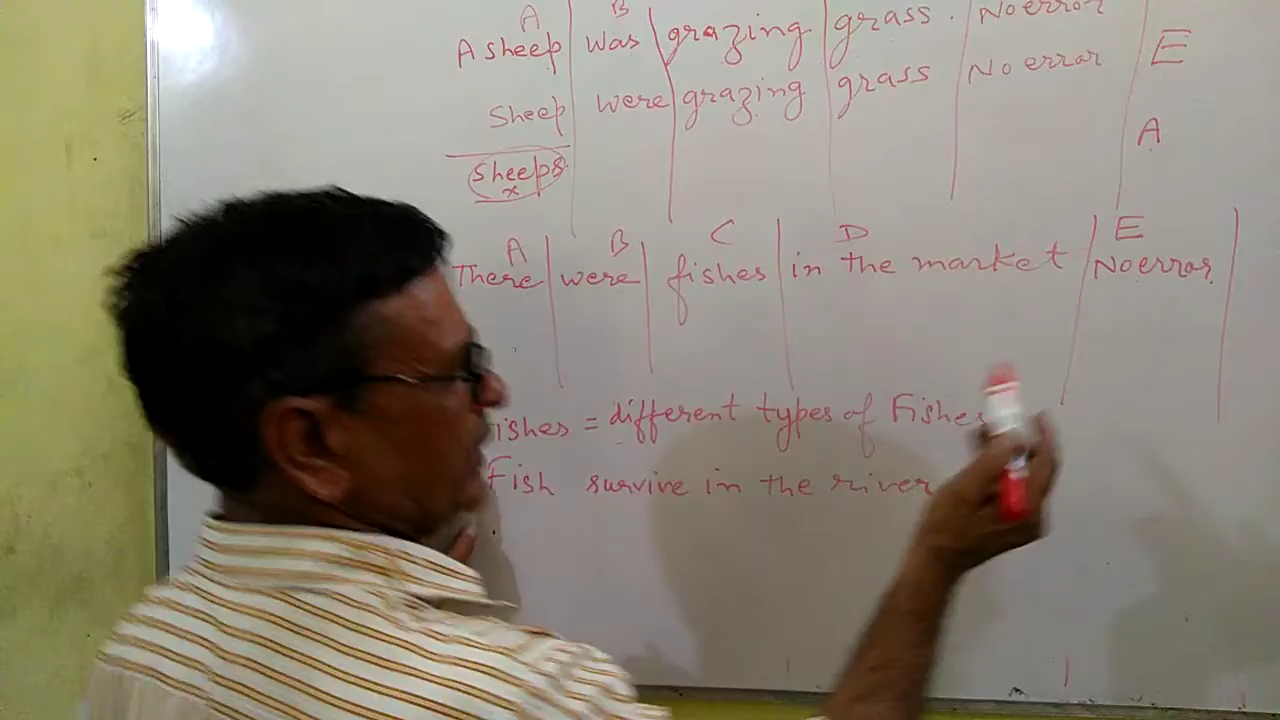 A B
A sheep was grazing grass. No error
E
Sheep were grazing grass No error
A
Sheeps
x
A B C D E
There were fishes in the market No error
ishes = different types of Fishes
Fish survive in the river